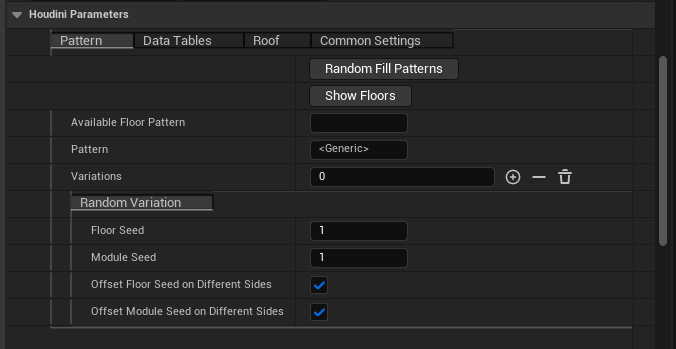 Houdini Parameters
Pattern Data Tables Roof Common Settings
Random Fill Patterns
Show Floors
Available Floor Pattern
Pattern <Generic>
Variations 0
Random Variation
Floor Seed 1
Module Seed 1
Offset Floor Seed on Different Sides
Offset Module Seed on Different Sides